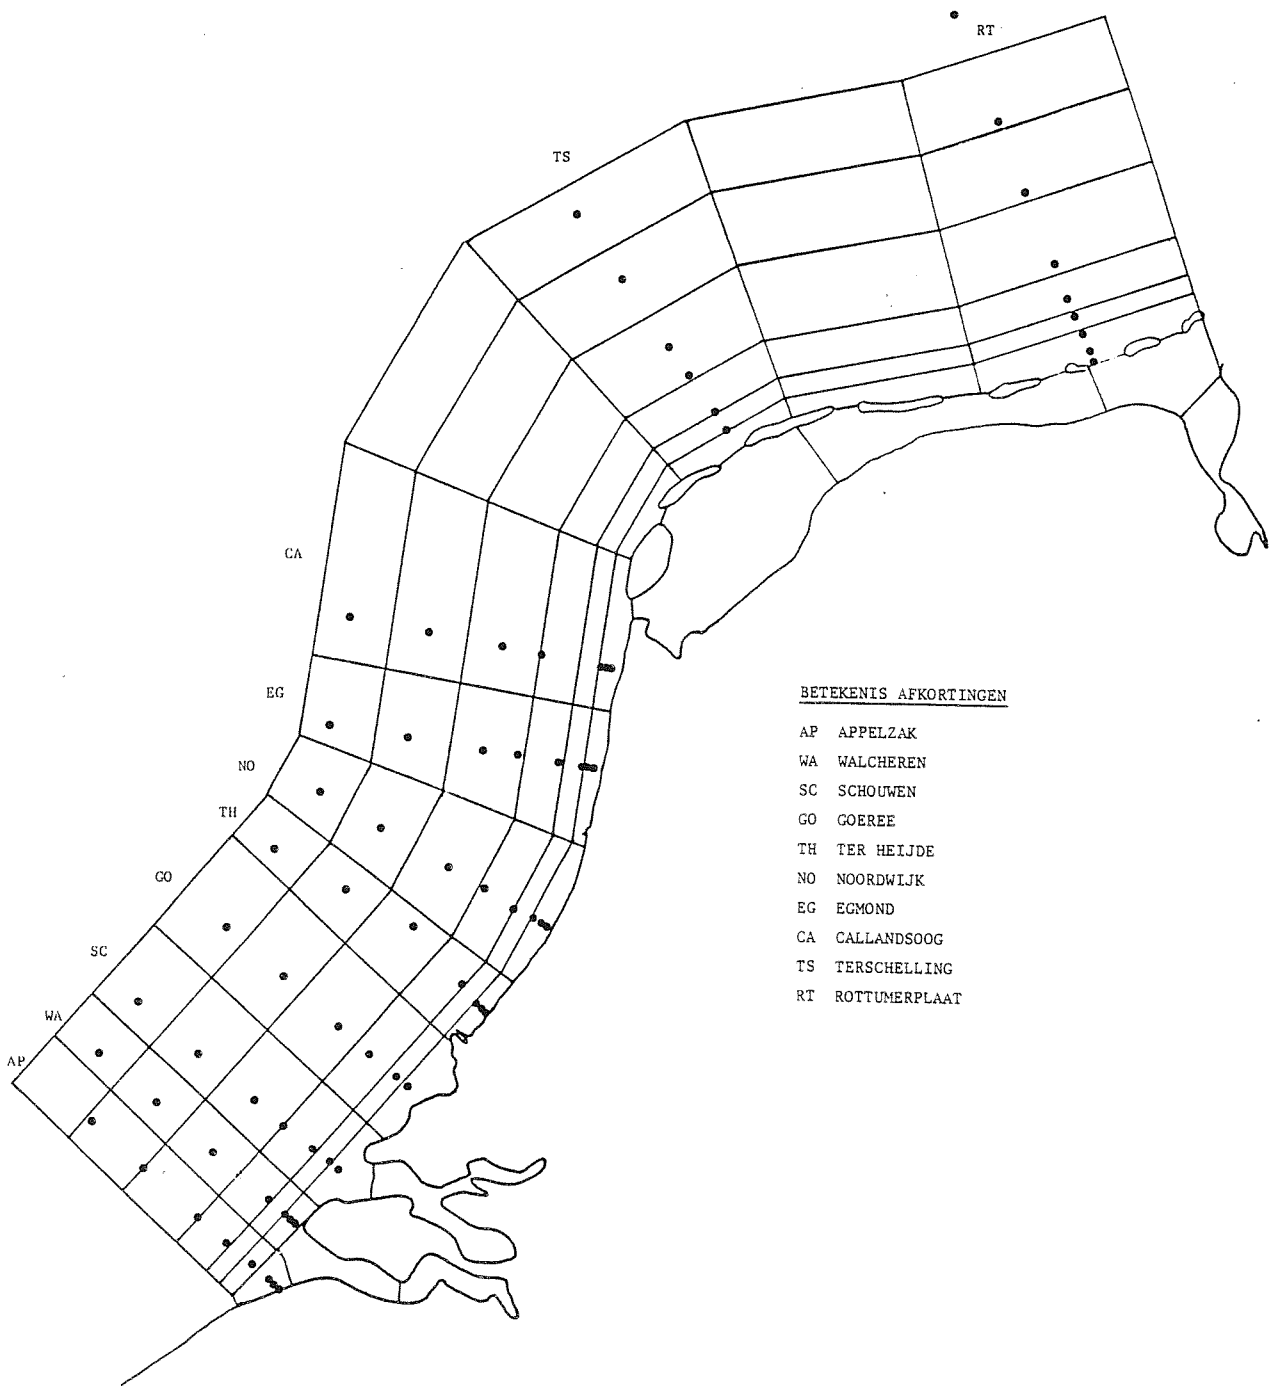 RT
TS
CA
EG
NO
TH
GO
SC
WA
AP
BETEKENIS AFKORTINGEN
AP APPELZAK
WA WALCHEREN
SC SCHOUWEN
GO GOEREE
TH TER HEIJDE
NO NOORDWIJK
EG EGMOND
CA CALLANDSOOG
TS TERSCHELLING
RT ROTTUMERPLAAT